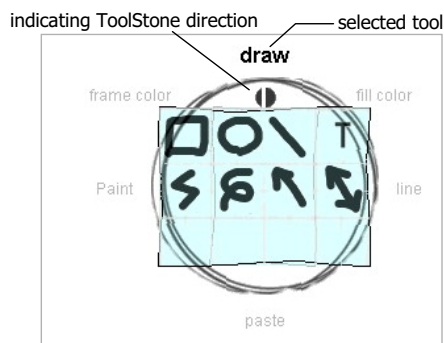 indicating ToolStone direction
selected tool
draw
frame color
fill color
T
Paint
line
paste